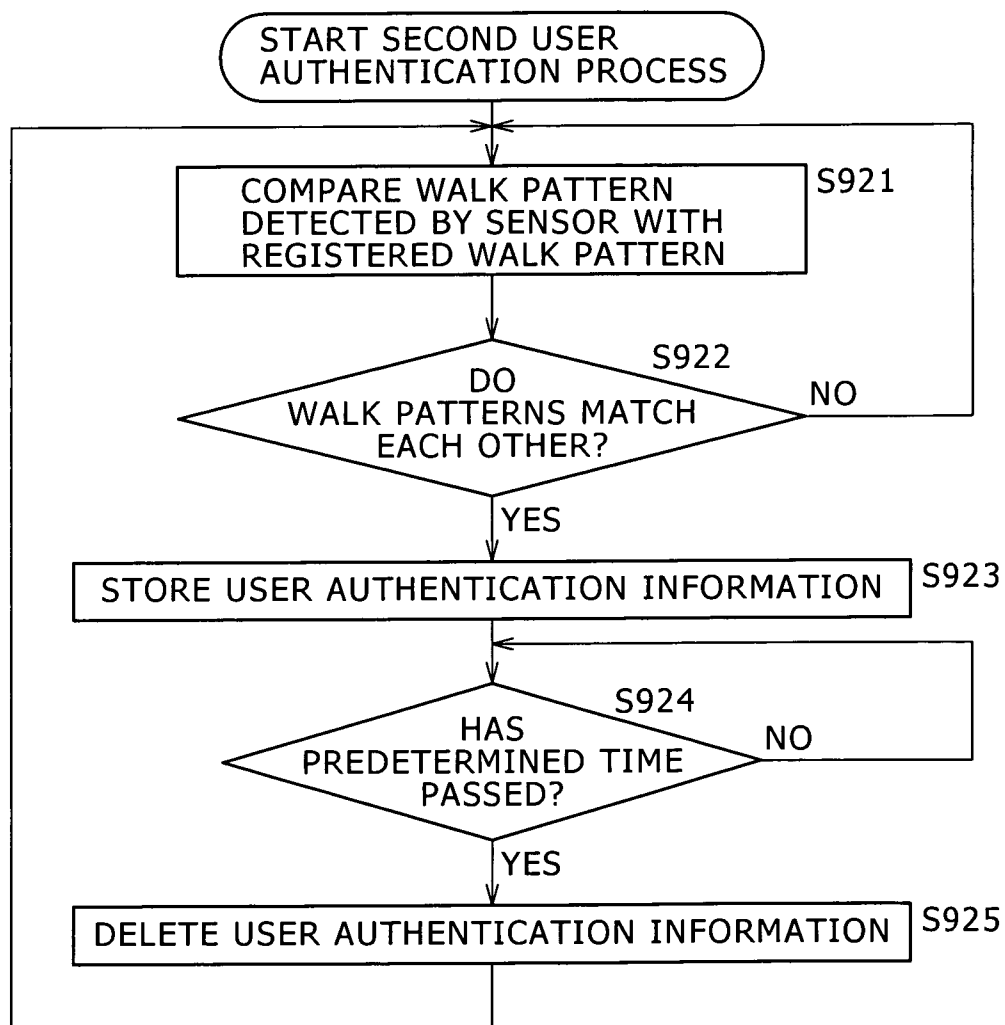 START SECOND USER
AUTHENTICATION PROCESS
COMPARE WALK PATTERN
DETECTED BY SENSOR WITH
REGISTERED WALK PATTERN
S921
S922
DO
WALK PATTERNS MATCH
EACH OTHER?
NO
YES
STORE USER AUTHENTICATION INFORMATION
S923
S924
HAS
PREDETERMINED TIME
PASSED?
NO
YES
DELETE USER AUTHENTICATION INFORMATION
S925